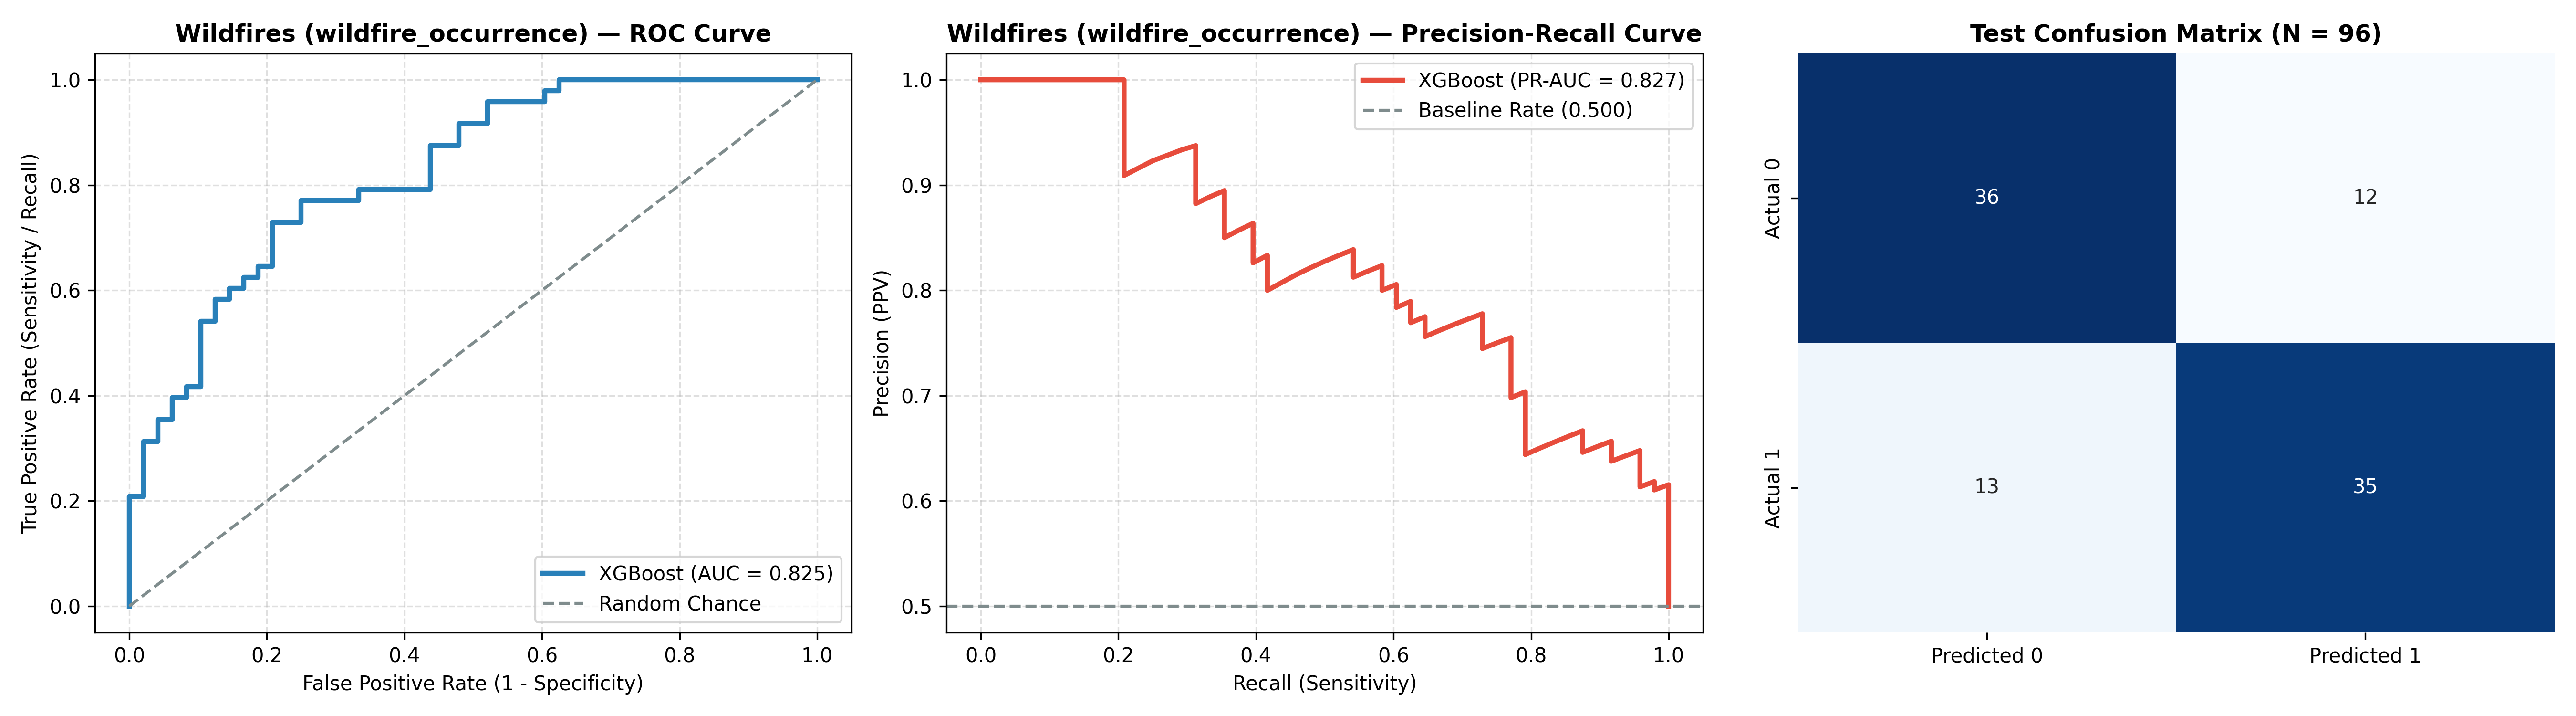 Wildfires (wildfire_occurrence) — ROC Curve
True Positive Rate (Sensitivity / Recall)
1.0
0.8
0.6
0.4
0.2
0.0
XGBoost (AUC = 0.825)
Random Chance
0.0 0.2 0.4 0.6 0.8 1.0
False Positive Rate (1 - Specificity)
Wildfires (wildfire_occurrence) — Precision-Recall Curve
Precision (PPV)
1.0
0.9
0.8
0.7
0.6
0.5
XGBoost (PR-AUC = 0.827)
Baseline Rate (0.500)
0.0 0.2 0.4 0.6 0.8 1.0
Recall (Sensitivity)
Test Confusion Matrix (N = 96)
Actual 0
36 12
Actual 1
13 35
Predicted 0 Predicted 1